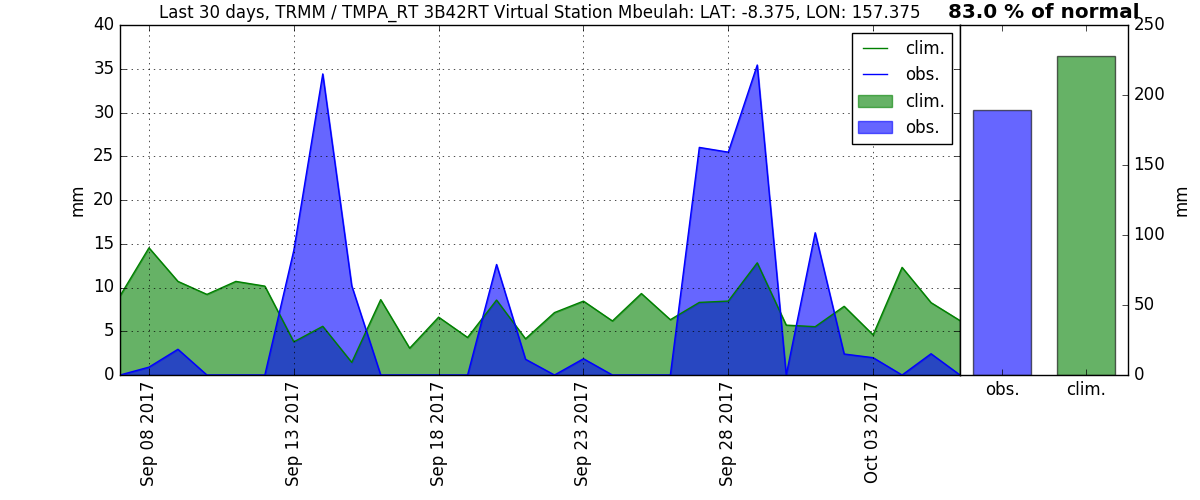 Last 30 days, TRMM / TMPA_RT 3B42RT Virtual Station Mbeulah: LAT: -8.375, LON: 157.375
83.0 % of normal
40
35
30
25
20
15
10
5
0
mm
clim.
obs.
clim.
obs.
250
200
150
100
50
0
mm
obs.
clim.
Sep 08 2017
Sep 13 2017
Sep 18 2017
Sep 23 2017
Sep 28 2017
Oct 03 2017